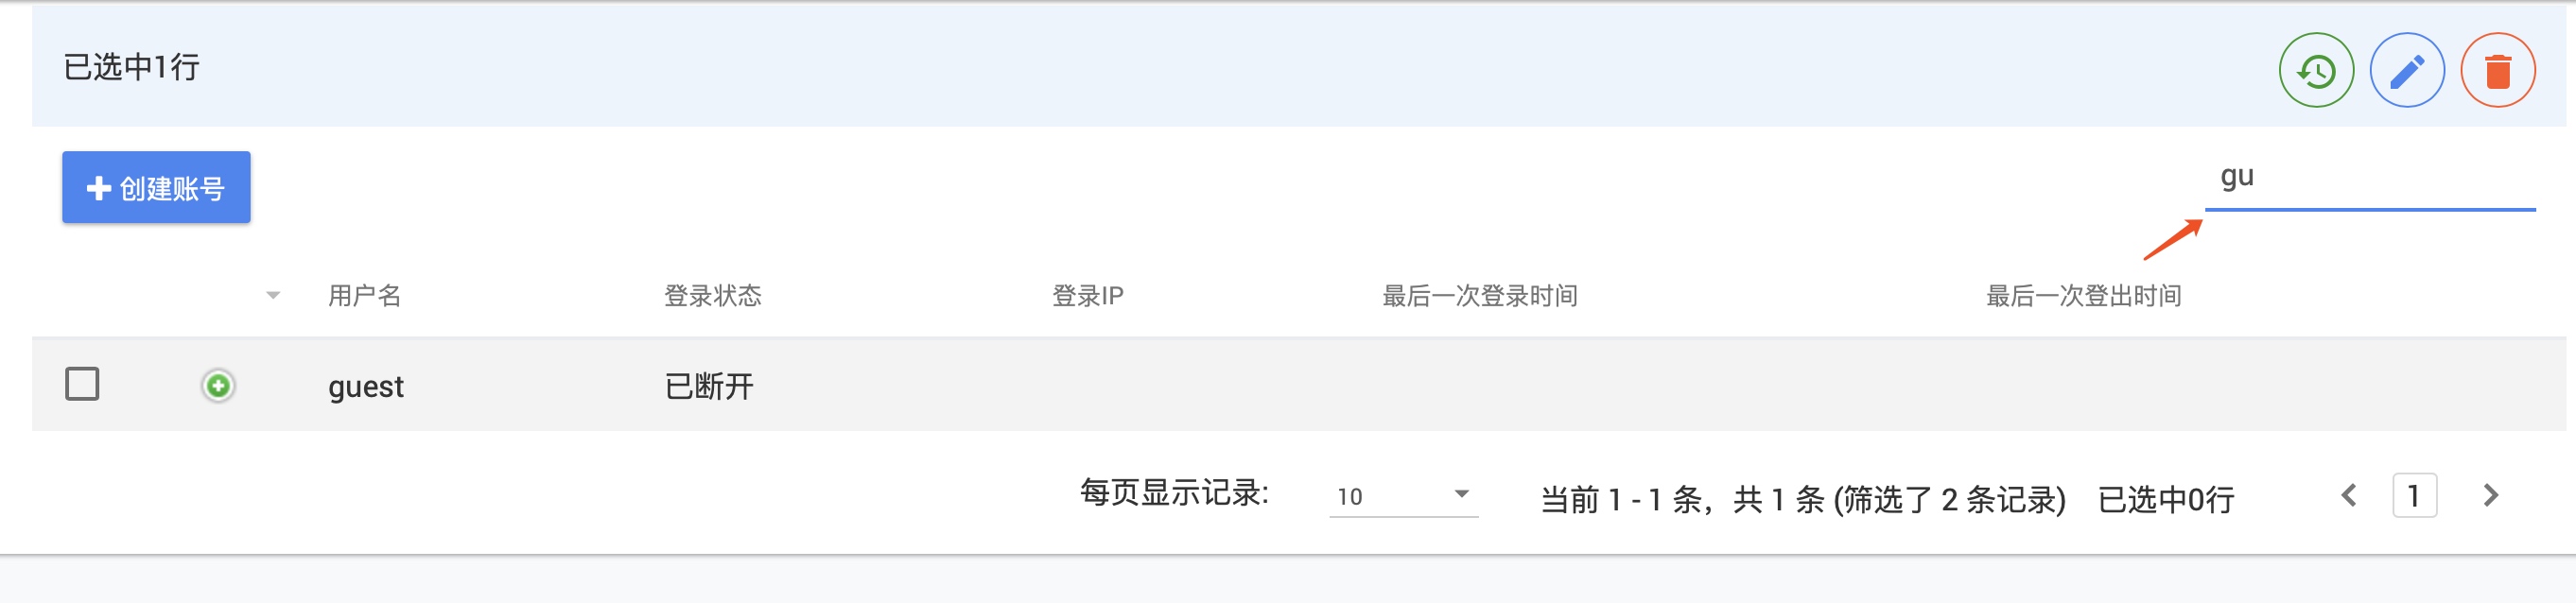 已选中1行
创建账号
gu
用户名 登录状态 登录IP 最后一次登录时间 最后一次登出时间
guest 已断开
每页显示记录: 10 当前 1 - 1 条，共 1 条 (筛选了 2 条记录) 已选中0行 1